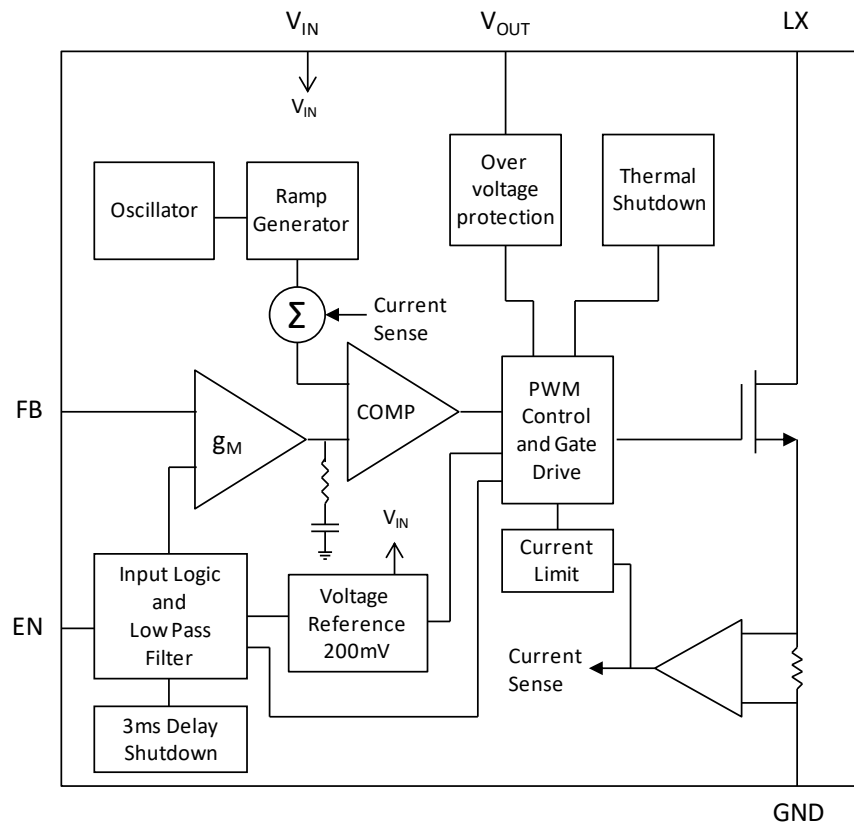 V_IN
V_OUT
LX
V_IN
Oscillator
Ramp
Generator
Over
voltage
protection
Thermal
Shutdown
Σ
Current
Sense
FB
g_M
COMP
PWM
Control
and Gate
Drive
V_IN
EN
Input Logic
and
Low Pass
Filter
Voltage
Reference
200mV
Current
Limit
Current
Sense
3ms Delay
Shutdown
GND